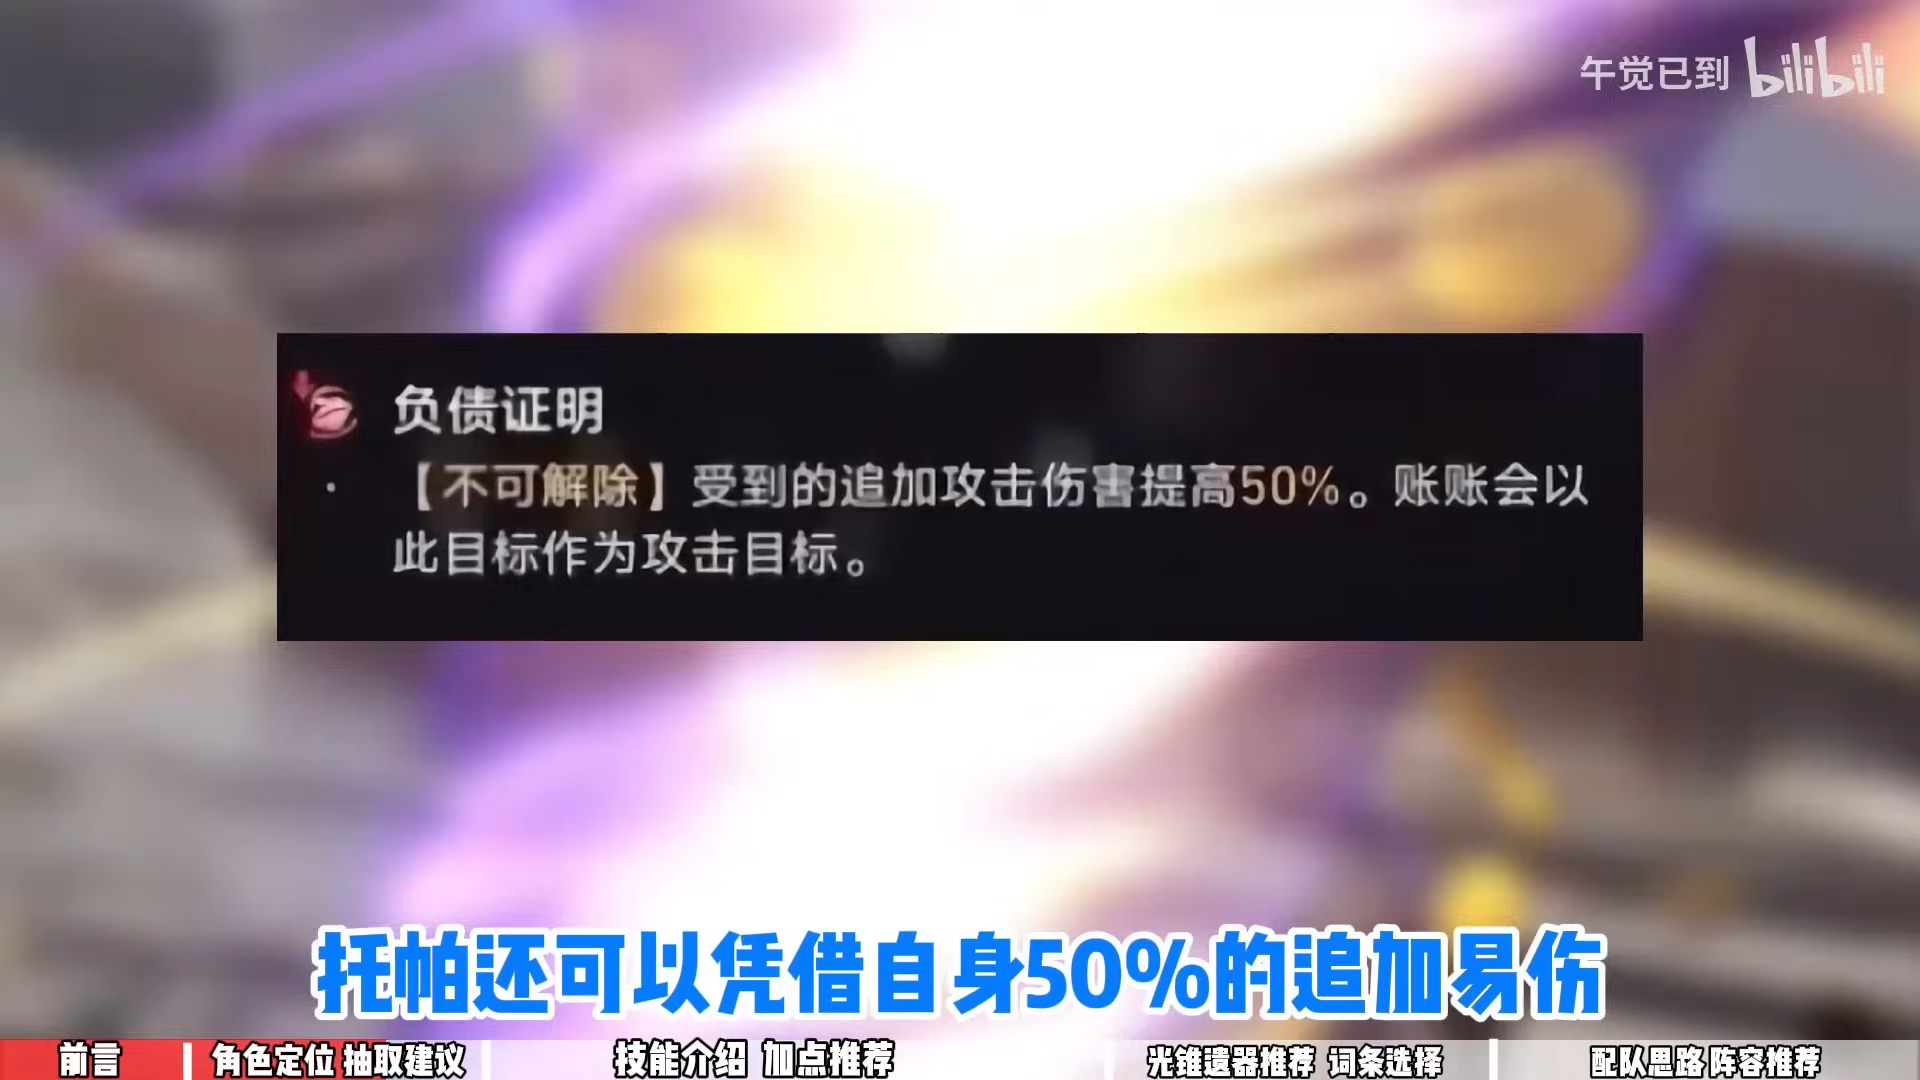 午觉已到 bilibili
负债证明
· 【不可解除】受到的追加攻击伤害提高50%。账账会以
此目标作为攻击目标。
托帕还可以凭借自身50%的追加易伤
前言 角色定位 抽取建议 技能介绍 加点推荐 光锥遗器推荐 词条选择 配队思路 阵容推荐